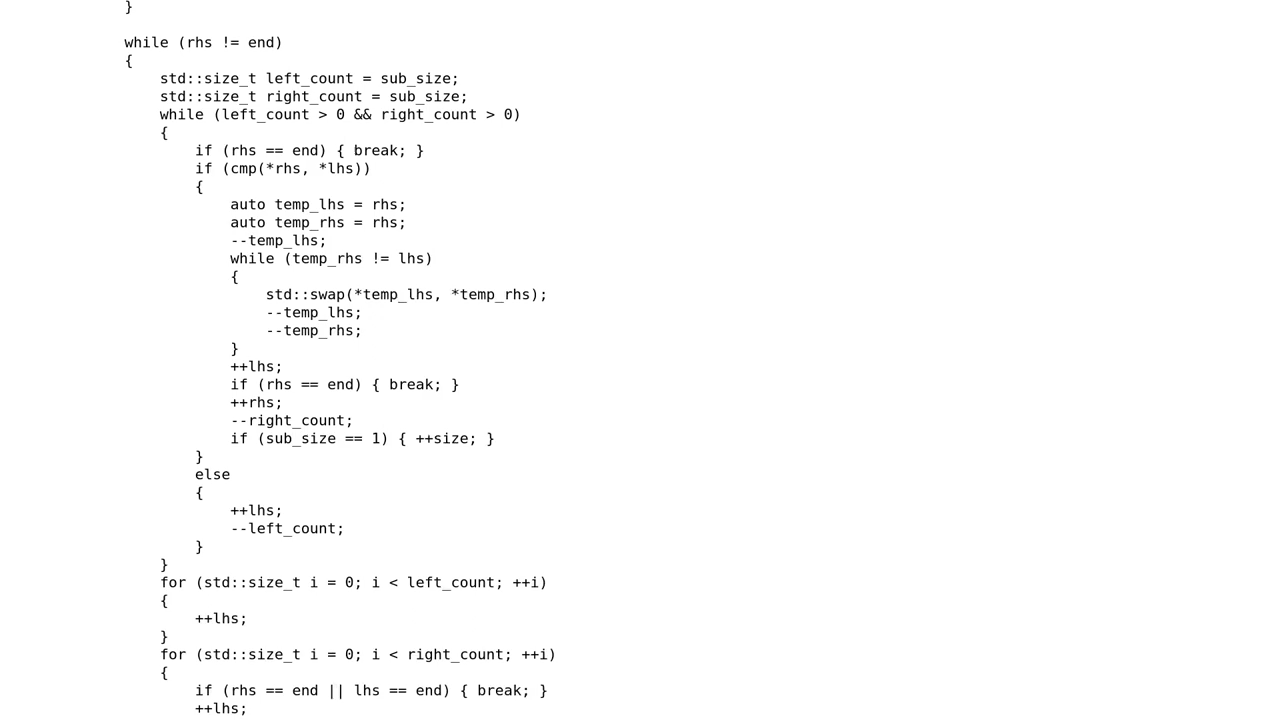 }
while (rhs != end)
{
std::size_t left_count = sub_size;
std::size_t right_count = sub_size;
while (left_count > 0 && right_count > 0)
{
if (rhs == end) { break; }
if (cmp(*rhs, *lhs))
{
auto temp_lhs = rhs;
auto temp_rhs = rhs;
--temp_lhs;
while (temp_rhs != lhs)
{
std::swap(*temp_lhs, *temp_rhs);
--temp_lhs;
--temp_rhs;
}
++lhs;
if (rhs == end) { break; }
++rhs;
--right_count;
if (sub_size == 1) { ++size; }
}
else
{
++lhs;
--left_count;
}
}
for (std::size_t i = 0; i < left_count; ++i)
{
++lhs;
}
for (std::size_t i = 0; i < right_count; ++i)
{
if (rhs == end || lhs == end) { break; }
++lhs;